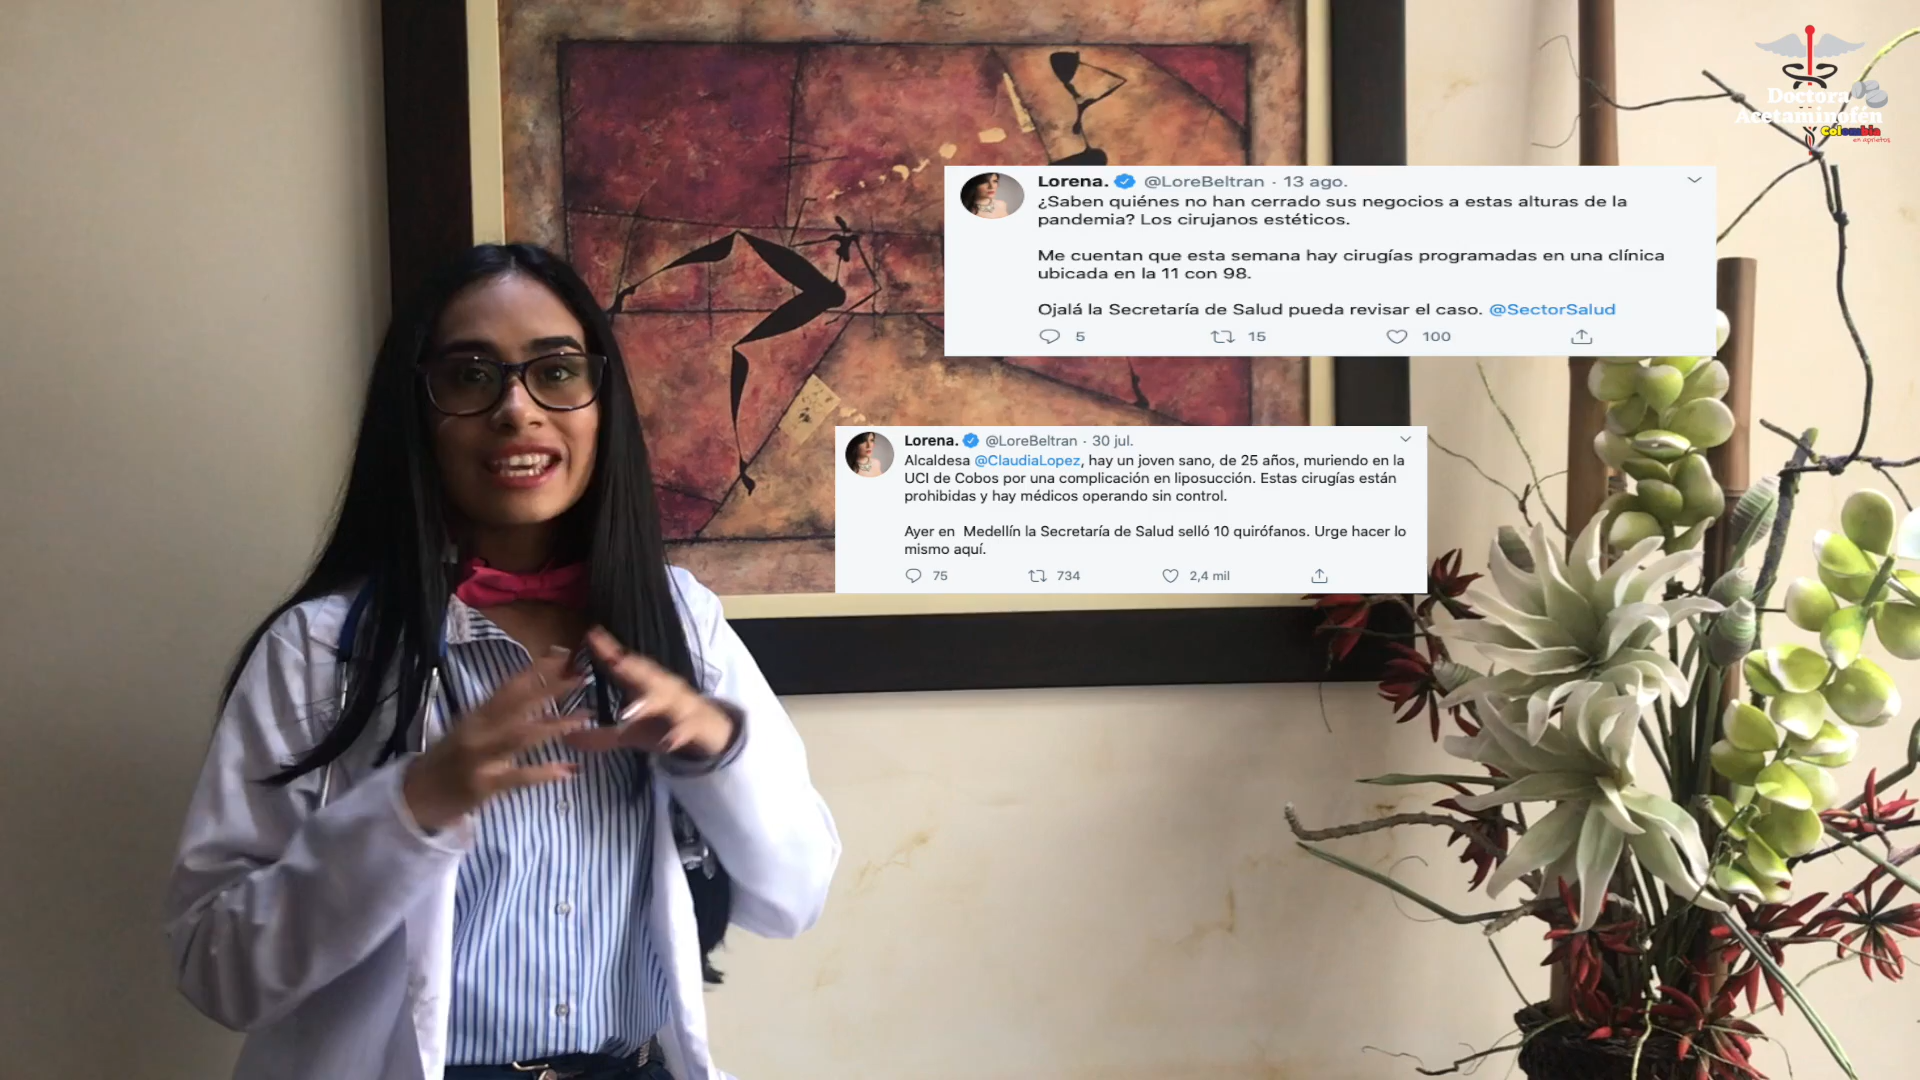 Doctora
Acetaminofén
Colombia
en aprietos
Lorena. @LoreBeltran · 13 ago.
¿Saben quiénes no han cerrado sus negocios a estas alturas de la
pandemia? Los cirujanos estéticos.
Me cuentan que esta semana hay cirugías programadas en una clínica
ubicada en la 11 con 98.
Ojalá la Secretaría de Salud pueda revisar el caso. @SectorSalud
5 15 100
Lorena. @LoreBeltran · 30 jul.
Alcaldesa @ClaudiaLopez, hay un joven sano, de 25 años, muriendo en la
UCI de Cobos por una complicación en liposucción. Estas cirugías están
prohibidas y hay médicos operando sin control.
Ayer en Medellín la Secretaría de Salud selló 10 quirófanos. Urge hacer lo
mismo aquí.
75 734 2,4 mil